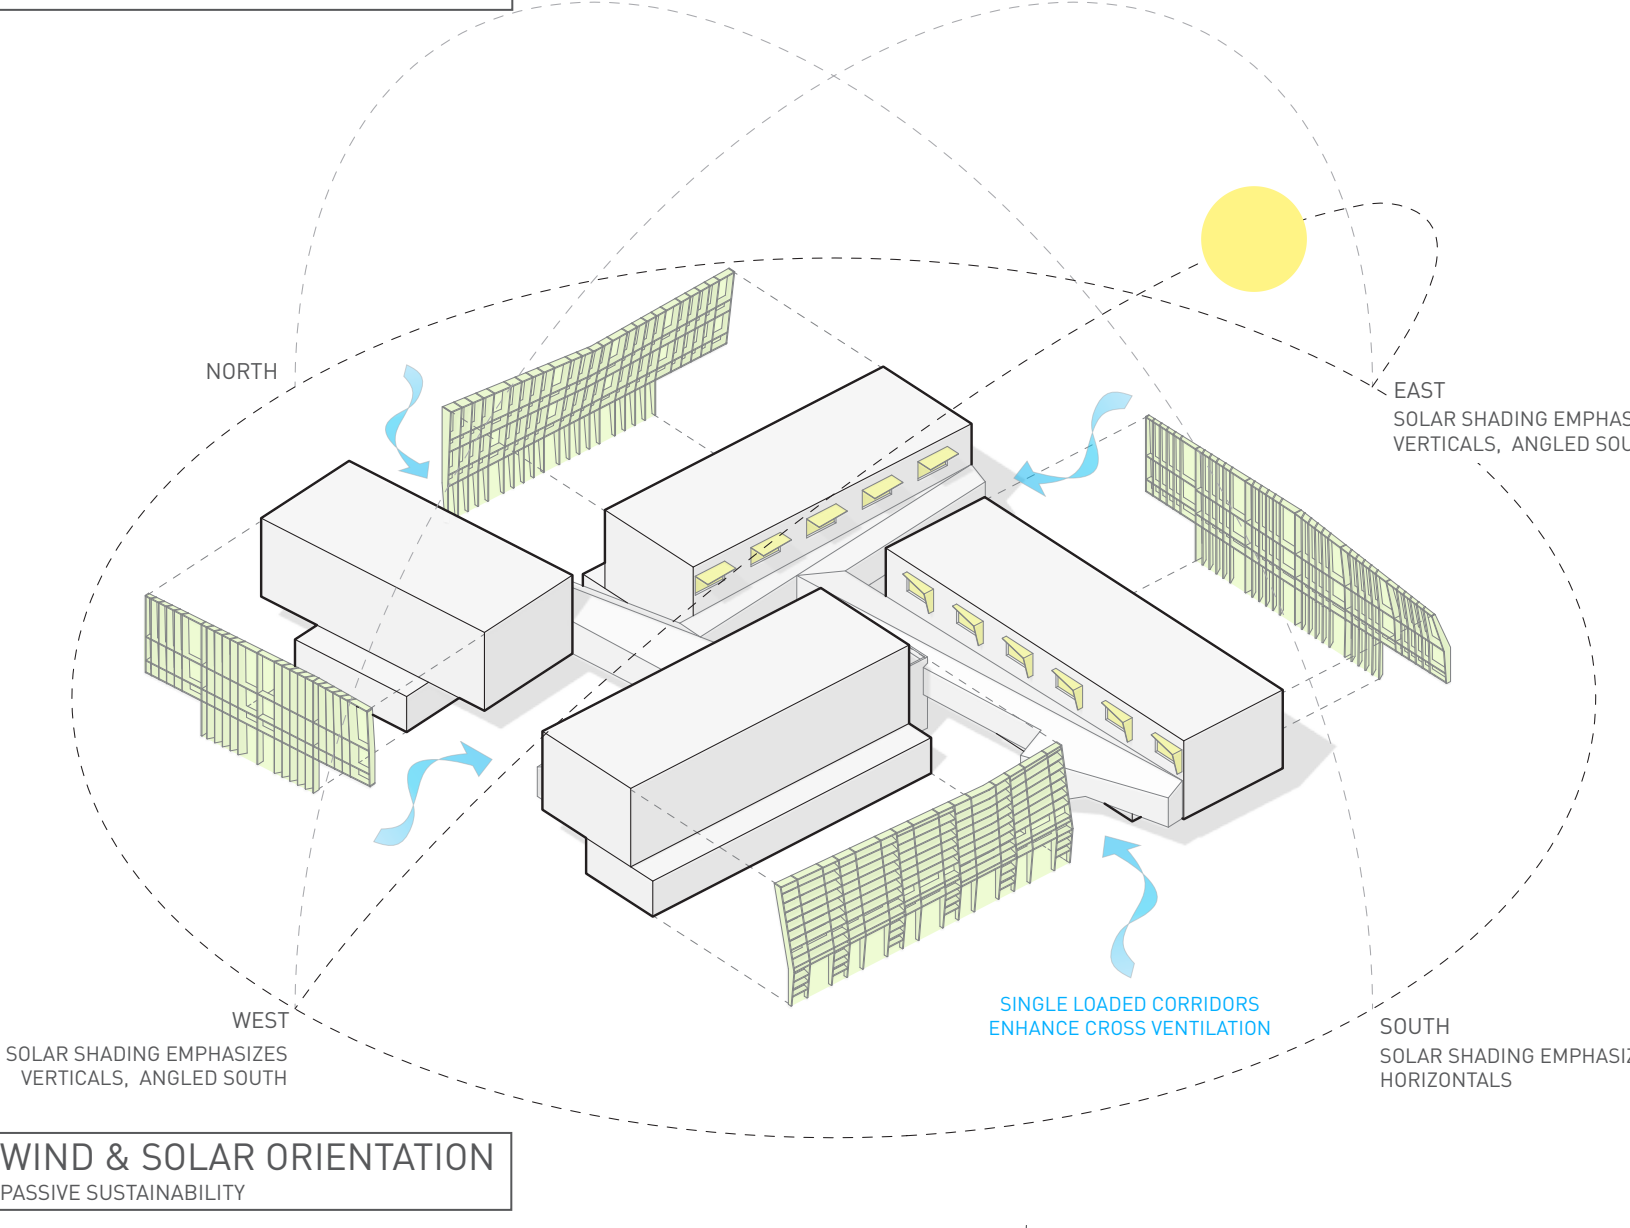 NORTH
EAST
SOLAR SHADING EMPHAS
VERTICALS, ANGLED SOU
SINGLE LOADED CORRIDORS
ENHANCE CROSS VENTILATION
WEST
SOLAR SHADING EMPHASIZES
VERTICALS, ANGLED SOUTH
SOUTH
SOLAR SHADING EMPHASIZ
HORIZONTALS
WIND & SOLAR ORIENTATION
PASSIVE SUSTAINABILITY